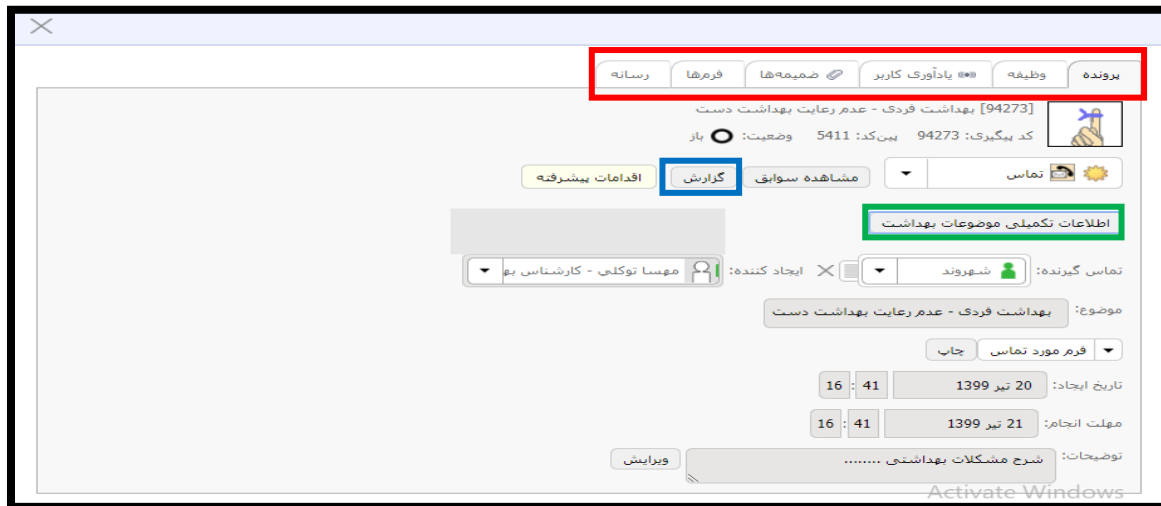 پرونده وظیفه یادآوری کاربر ضمیمه‌ها فرم‌ها رسانه
[94273] بهداشت فردی - عدم رعایت بهداشت دست
کد پیگیری: 94273 پین‌کد: 5411 وضعیت: باز
تماس مشاهده سوابق گزارش اقدامات پیشرفته
اطلاعات تکمیلی موضوعات بهداشت
تماس گیرنده: شهروند ایجاد کننده: مهسا توکلی - کارشناس به
موضوع: بهداشت فردی - عدم رعایت بهداشت دست
فرم مورد تماس چاپ
تاریخ ایجاد: 20 تیر 1399 41 : 16
مهلت انجام: 21 تیر 1399 41 : 16
توضیحات: شرح مشکلات بهداشتی ........ ویرایش
Activate Windows